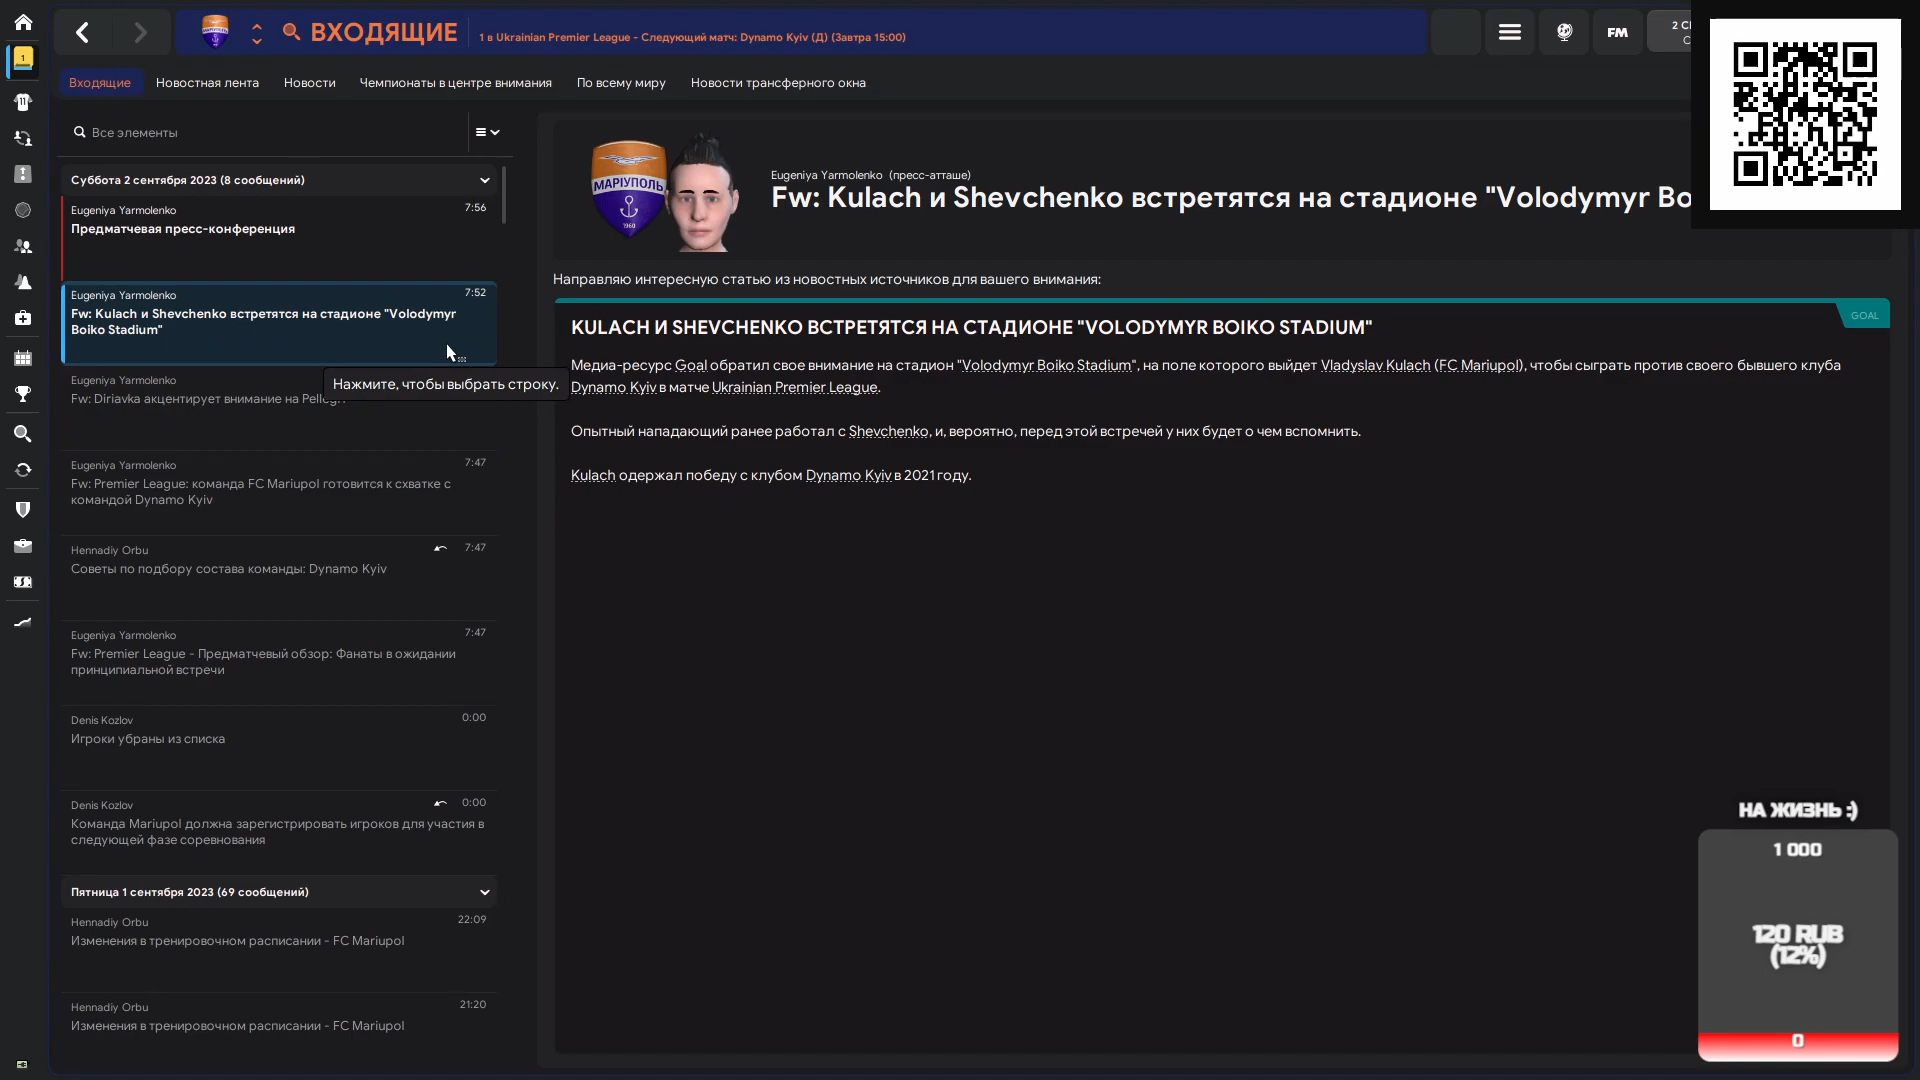 ВХОДЯЩИЕ
1 в Ukrainian Premier League - Следующий матч: Dynamo Kyiv (Д) (Завтра 15:00)
FM
Входящие
Новостная лента
Новости
Чемпионаты в центре внимания
По всему миру
Новости трансферного окна
Все элементы
Суббота 2 сентября 2023 (8 сообщений)
Eugeniya Yarmolenko
7:56
Предматчевая пресс-конференция
Eugeniya Yarmolenko
7:52
Fw: Kulach и Shevchenko встретятся на стадионе "Volodymyr
Boiko Stadium"
Нажмите, чтобы выбрать строку.
Eugeniya Yarmolenko
Fw: Diriavka акцентирует внимание на
Eugeniya Yarmolenko
7:47
Fw: Premier League: команда FC Mariupol готовится к схватке с
командой Dynamo Kyiv
Hennadiy Orbu
7:47
Советы по подбору состава команды: Dynamo Kyiv
Eugeniya Yarmolenko
7:47
Fw: Premier League - Предматчевый обзор: Фанаты в ожидании
принципиальной встречи
Denis Kozlov
0:00
Игроки убраны из списка
Denis Kozlov
0:00
Команда Mariupol должна зарегистрировать игроков для участия в
следующей фазе соревнования
Пятница 1 сентября 2023 (69 сообщений)
Hennadiy Orbu
22:09
Изменения в тренировочном расписании - FC Mariupol
Hennadiy Orbu
21:20
Изменения в тренировочном расписании - FC Mariupol
МАРІУПОЛЬ
1960
Eugeniya Yarmolenko (пресс-атташе)
Fw: Kulach и Shevchenko встретятся на стадионе "Volodymyr Bo
Направляю интересную статью из новостных источников для вашего внимания:
GOAL
KULACH И SHEVCHENKO ВСТРЕТЯТСЯ НА СТАДИОНЕ "VOLODYMYR BOIKO STADIUM"
Медиа-ресурс Goal обратил свое внимание на стадион "Volodymyr Boiko Stadium", на поле которого выйдет Vladyslav Kulach (FC Mariupol), чтобы сыграть против своего бывшего клуба
Dynamo Kyiv в матче Ukrainian Premier League.
Опытный нападающий ранее работал с Shevchenko, и, вероятно, перед этой встречей у них будет о чем вспомнить.
Kulach одержал победу с клубом Dynamo Kyiv в 2021 году.
НА ЖИЗНЬ :)
1 000
120 RUB
(12%)
0